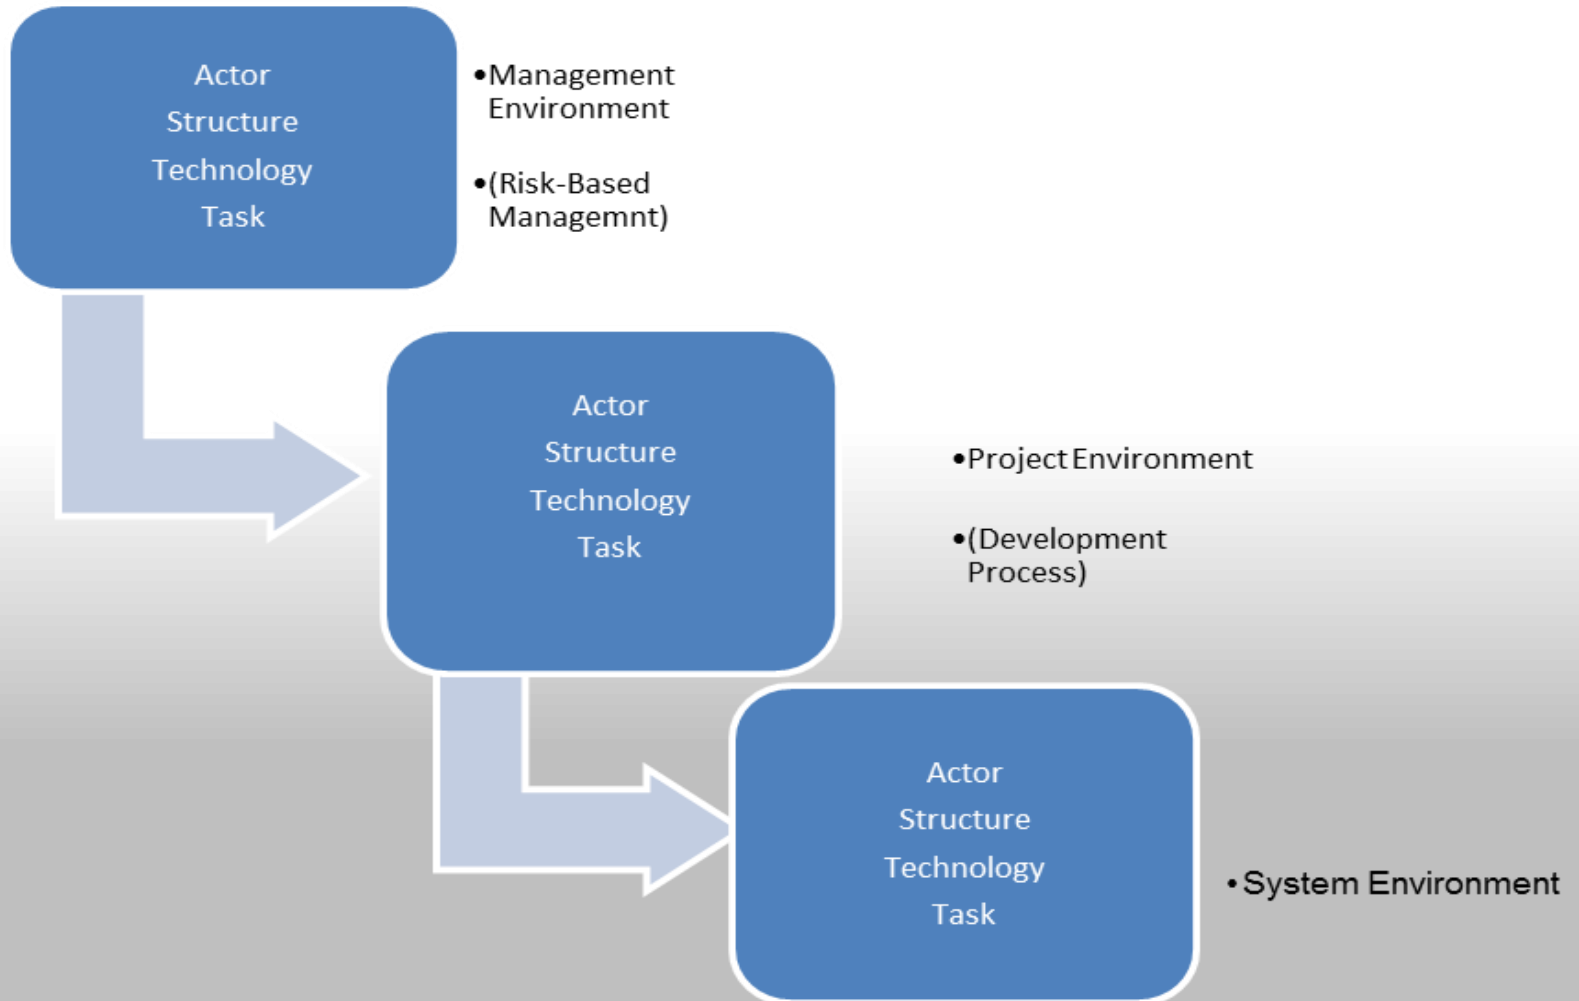 Actor
Structure
Technology
Task
•Management
Environment
•(Risk-Based
Managemnt)
Actor
Structure
Technology
Task
•Project Environment
•(Development
Process)
Actor
Structure
Technology
Task
•System Environment